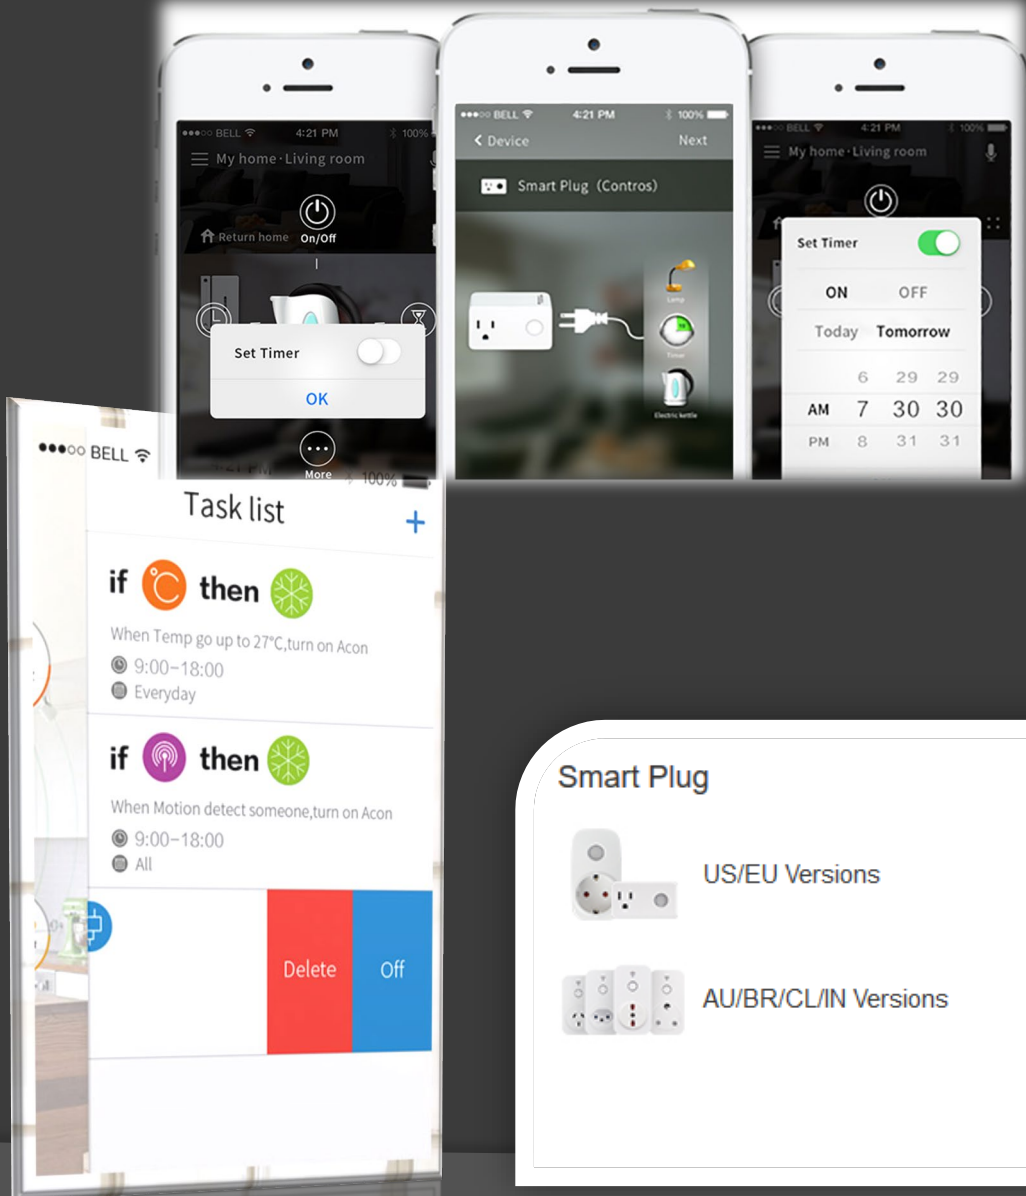 BELL 4:21 PM 100%
My home·Living room
Return home
On/Off
Set Timer
OK
More
BELL 4:21 PM 100%
Device Next
Smart Plug (Contros)
Lamp
Timer
Electric kettle
BELL 4:21 PM 100%
My home·Living room
Set Timer
ON OFF
Today Tomorrow
6 29 29
AM 7 30 30
PM 8 31 31
BELL 4:21 PM 100%
Task list +
if °C then
When Temp go up to 27°C,turn on Acon
9:00-18:00
Everyday
if then
When Motion detect someone,turn on Acon
9:00-18:00
All
Delete Off
Smart Plug
US/EU Versions
AU/BR/CL/IN Versions